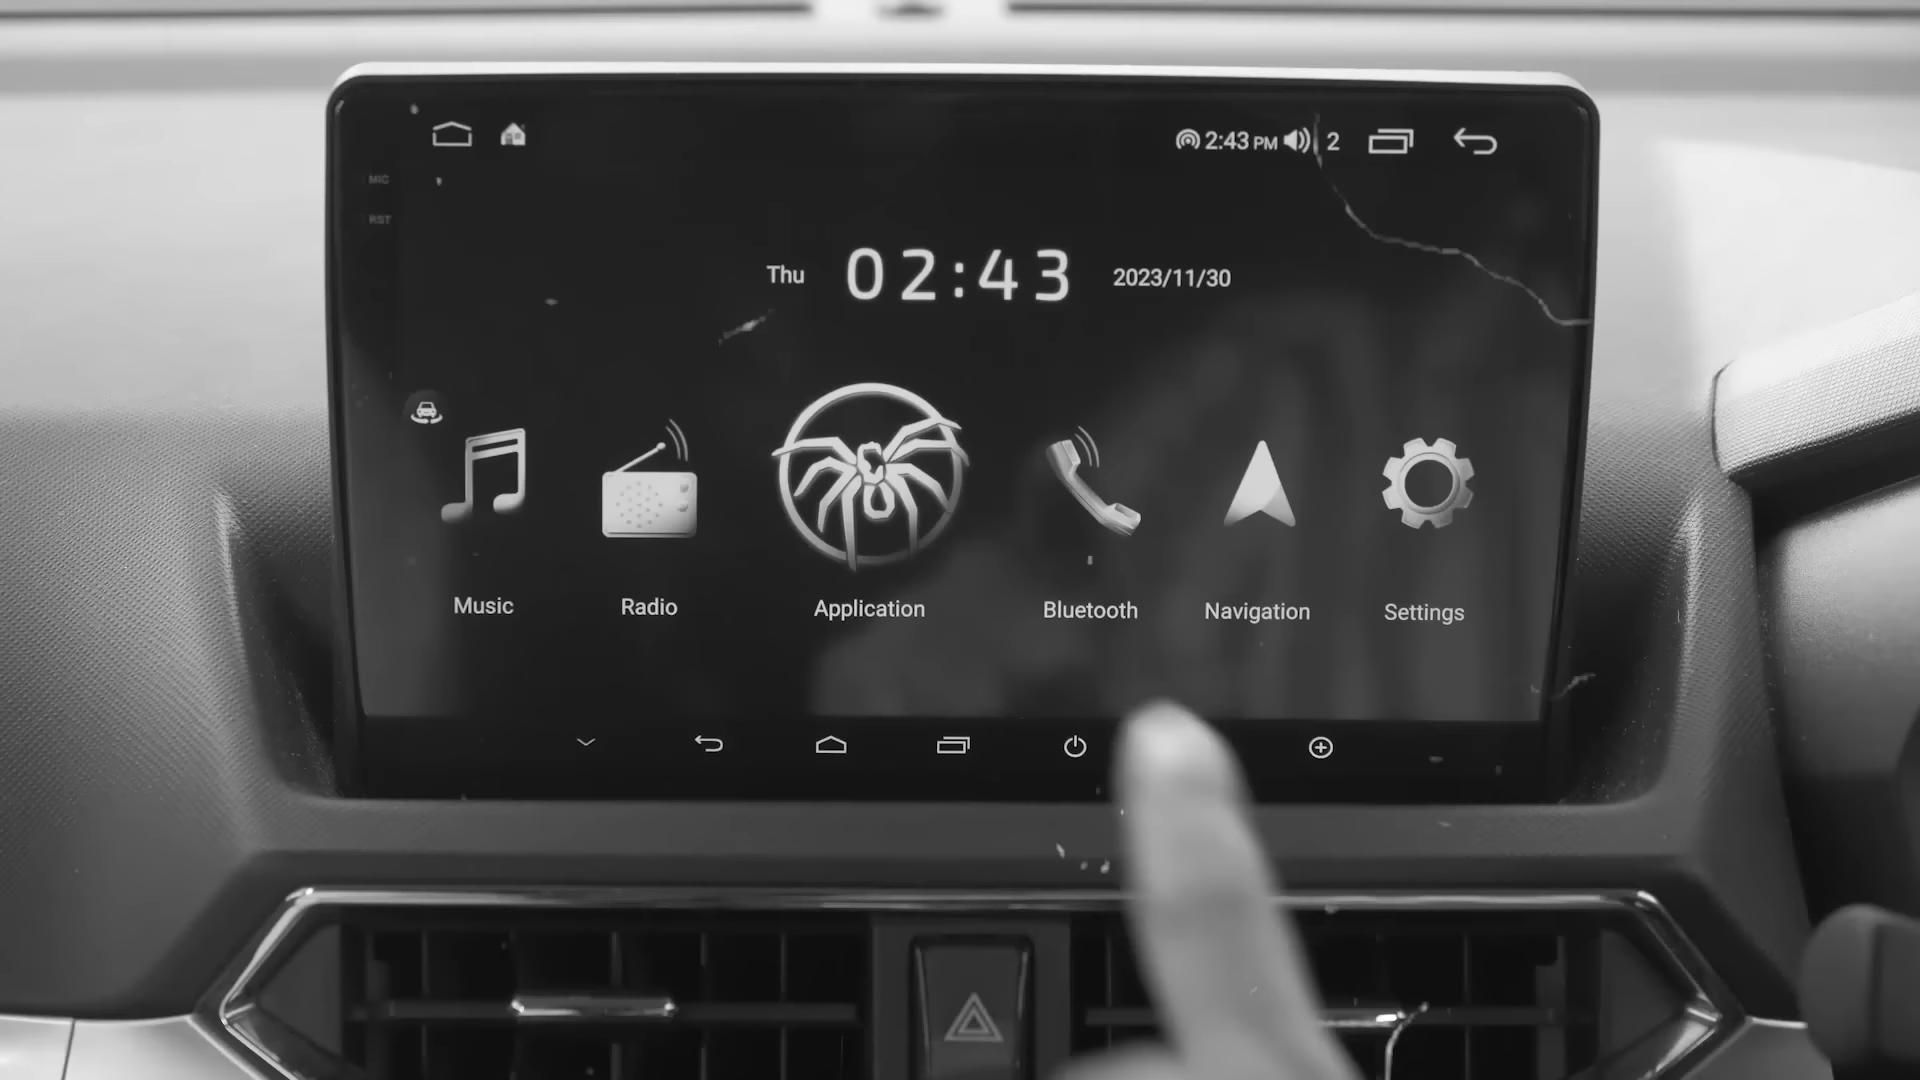 2:43 PM 2
MIC
RST
Thu 02:43 2023/11/30
Music Radio Application Bluetooth Navigation Settings